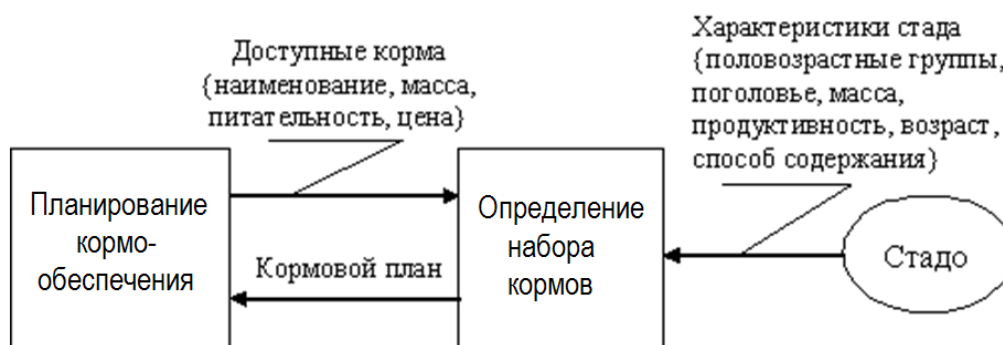 Доступные корма
{наименование, масса,
питательность, цена}
Характеристики стада
{половозрастные группы,
поголовье, масса,
продуктивность, возраст,
способ содержания}
Планирование
кормо-
обеспечения
Кормовой план
Определение
набора
кормов
Стадо